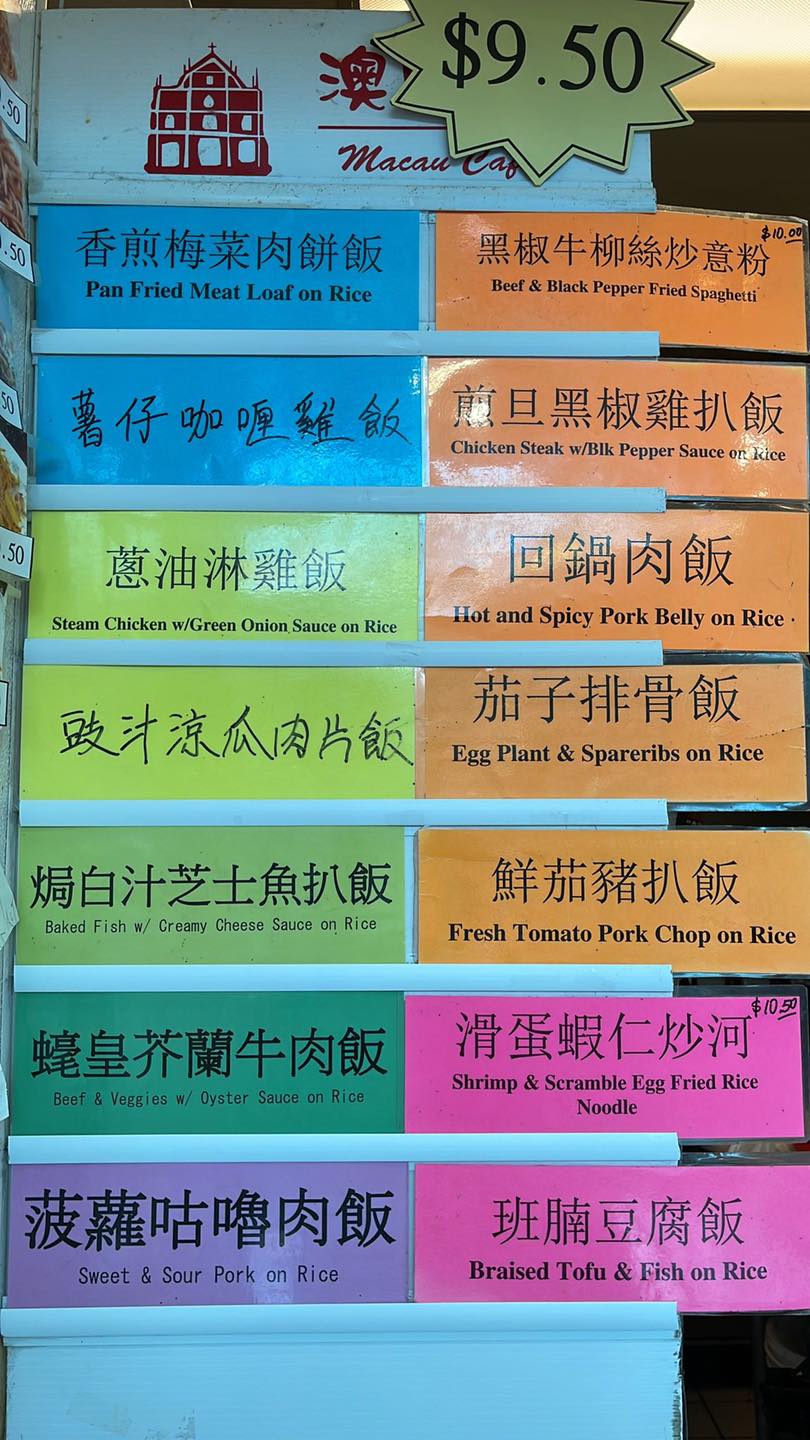 $9.50
澳
Macau Caf
.50
.50
50
.50
香煎梅菜肉餅飯
Pan Fried Meat Loaf on Rice
$10.00
黑椒牛柳絲炒意粉
Beef & Black Pepper Fried Spaghetti
薯仔咖喱雞飯
煎旦黑椒雞扒飯
Chicken Steak w/Blk Pepper Sauce on Rice
蔥油淋雞飯
Steam Chicken w/Green Onion Sauce on Rice
回鍋肉飯
Hot and Spicy Pork Belly on Rice
豉汁涼瓜肉片飯
茄子排骨飯
Egg Plant & Spareribs on Rice
焗白汁芝士魚扒飯
Baked Fish w/ Creamy Cheese Sauce on Rice
鮮茄豬扒飯
Fresh Tomato Pork Chop on Rice
蠔皇芥蘭牛肉飯
Beef & Veggies w/ Oyster Sauce on Rice
$10.50
滑蛋蝦仁炒河
Shrimp & Scramble Egg Fried Rice
Noodle
菠蘿咕嚕肉飯
Sweet & Sour Pork on Rice
班腩豆腐飯
Braised Tofu & Fish on Rice